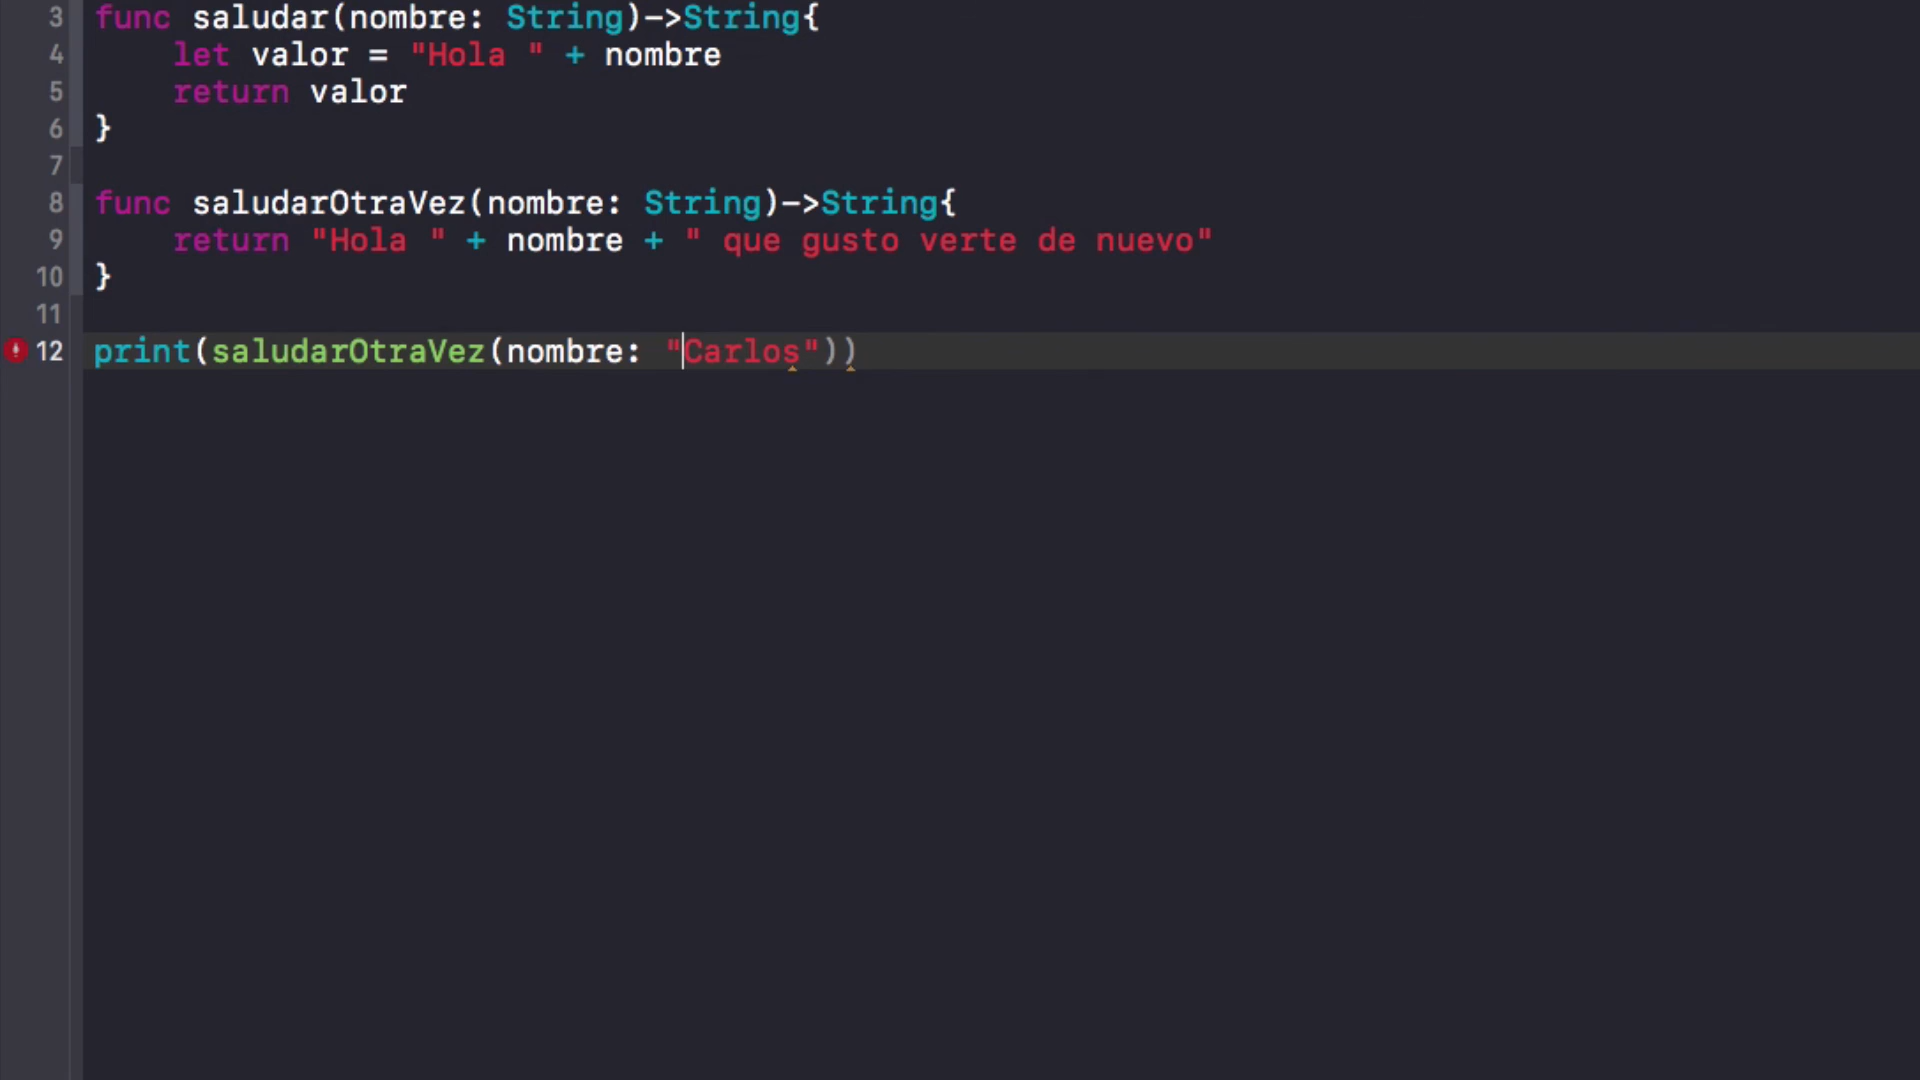 3 func saludar(nombre: String)->String{
4 let valor = "Hola " + nombre
5 return valor
6 }
7
8 func saludarOtraVez(nombre: String)->String{
9 return "Hola " + nombre + " que gusto verte de nuevo"
10 }
11
12 print(saludarOtraVez(nombre: "Carlos"))